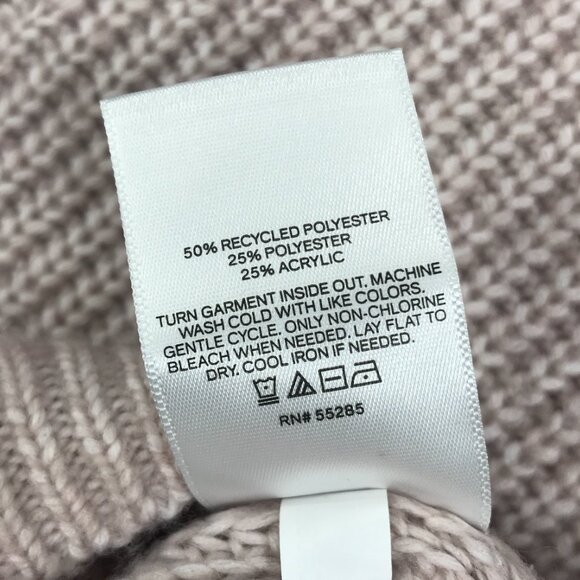 50% RECYCLED POLYESTER
25% POLYESTER
25% ACRYLIC
TURN GARMENT INSIDE OUT. MACHINE
WASH COLD WITH LIKE COLORS.
GENTLE CYCLE. ONLY NON-CHLORINE
BLEACH WHEN NEEDED. LAY FLAT TO
DRY. COOL IRON IF NEEDED.
RN# 55285